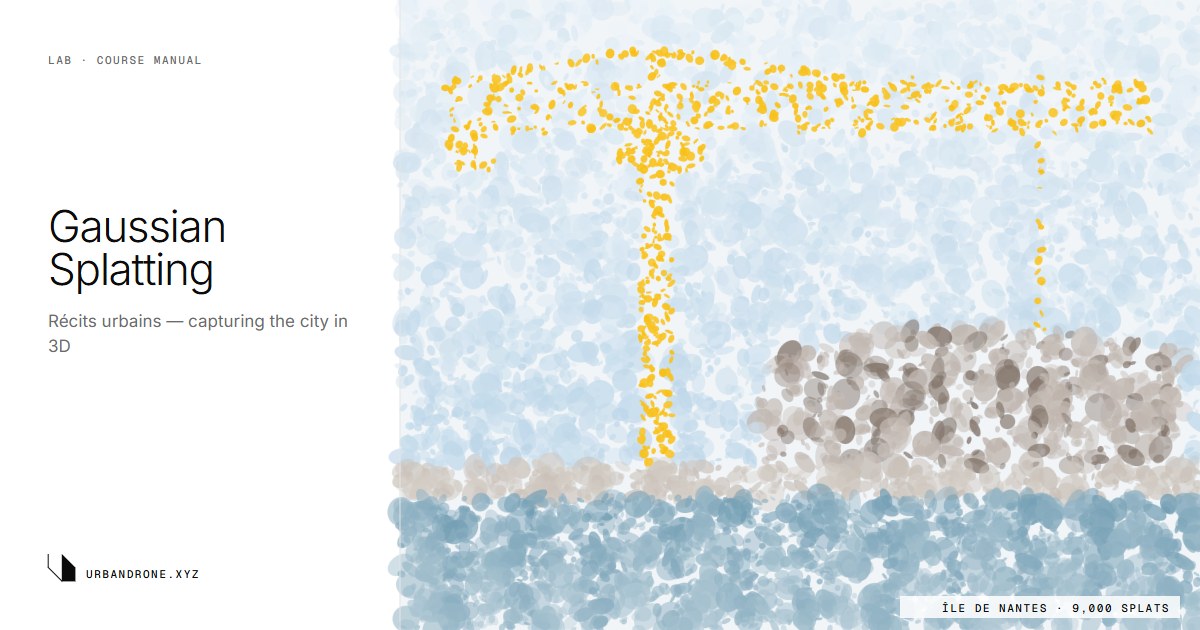 LAB · COURSE MANUAL
Gaussian
Splatting
Récits urbains — capturing the city in
3D
URBANDRONE.XYZ
ÎLE DE NANTES · 9,000 SPLATS